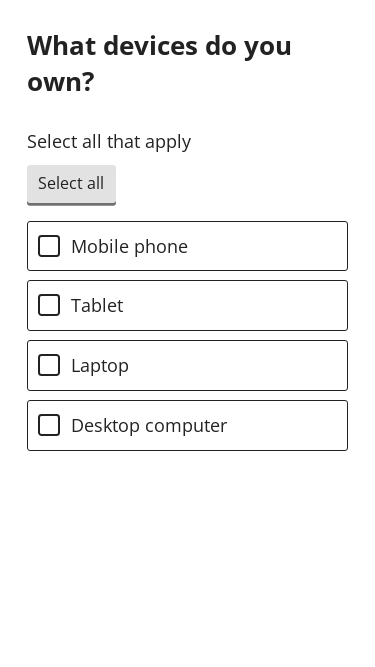 What devices do you
own?
Select all that apply
Select all
Mobile phone
Tablet
Laptop
Desktop computer